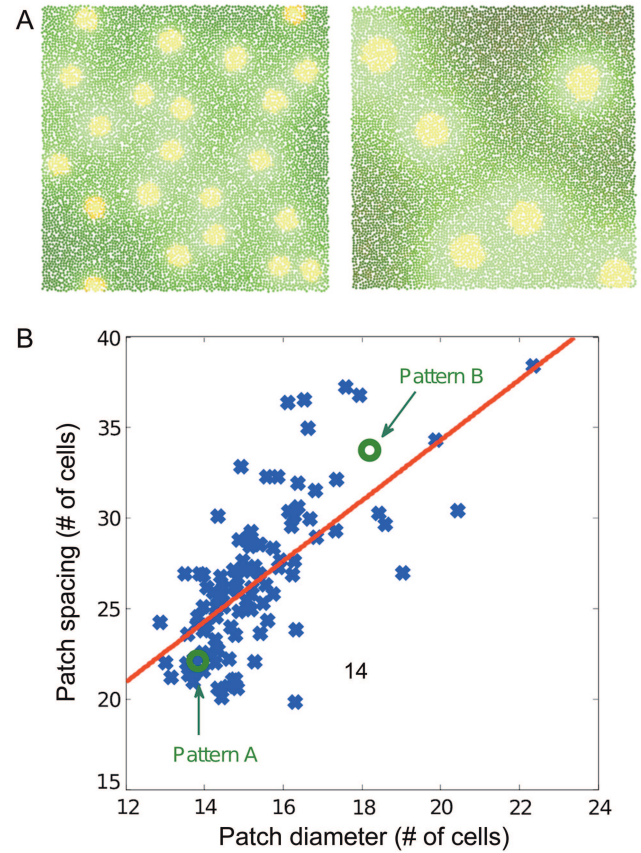 A
B
40
35
30
25
20
15
Patch spacing (# of cells)
Pattern B
14
Pattern A
12 14 16 18 20 22 24
Patch diameter (# of cells)